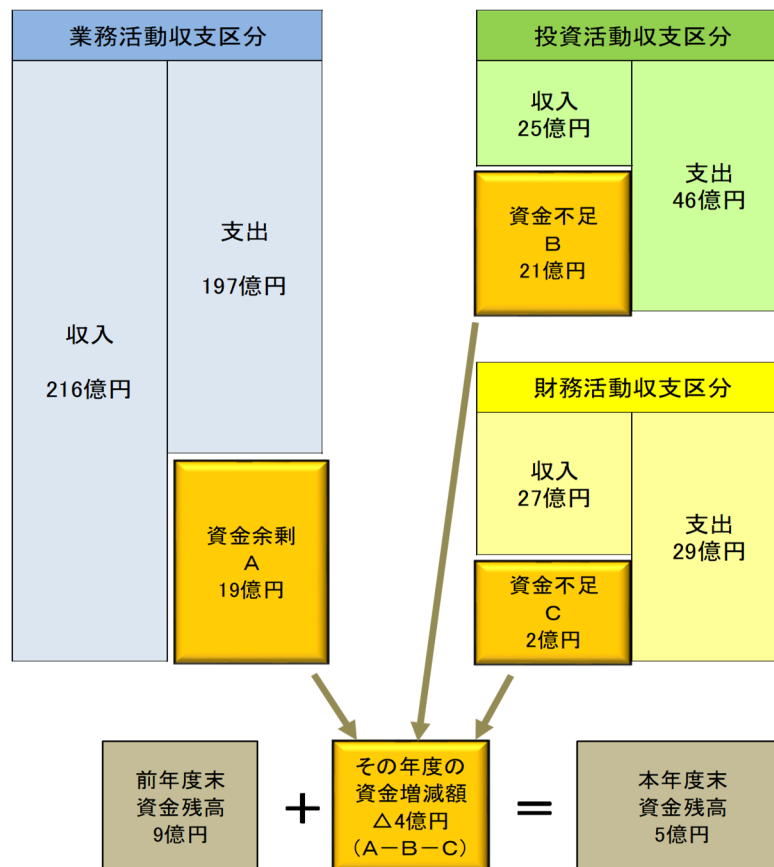 業務活動収支区分
収入
216億円
支出
197億円
資金余剰
A
19億円
投資活動収支区分
収入
25億円
資金不足
B
21億円
支出
46億円
財務活動収支区分
収入
27億円
資金不足
C
2億円
支出
29億円
前年度末
資金残高
9億円
+
その年度の
資金増減額
△4億円
(A-B-C)
=
本年度末
資金残高
5億円